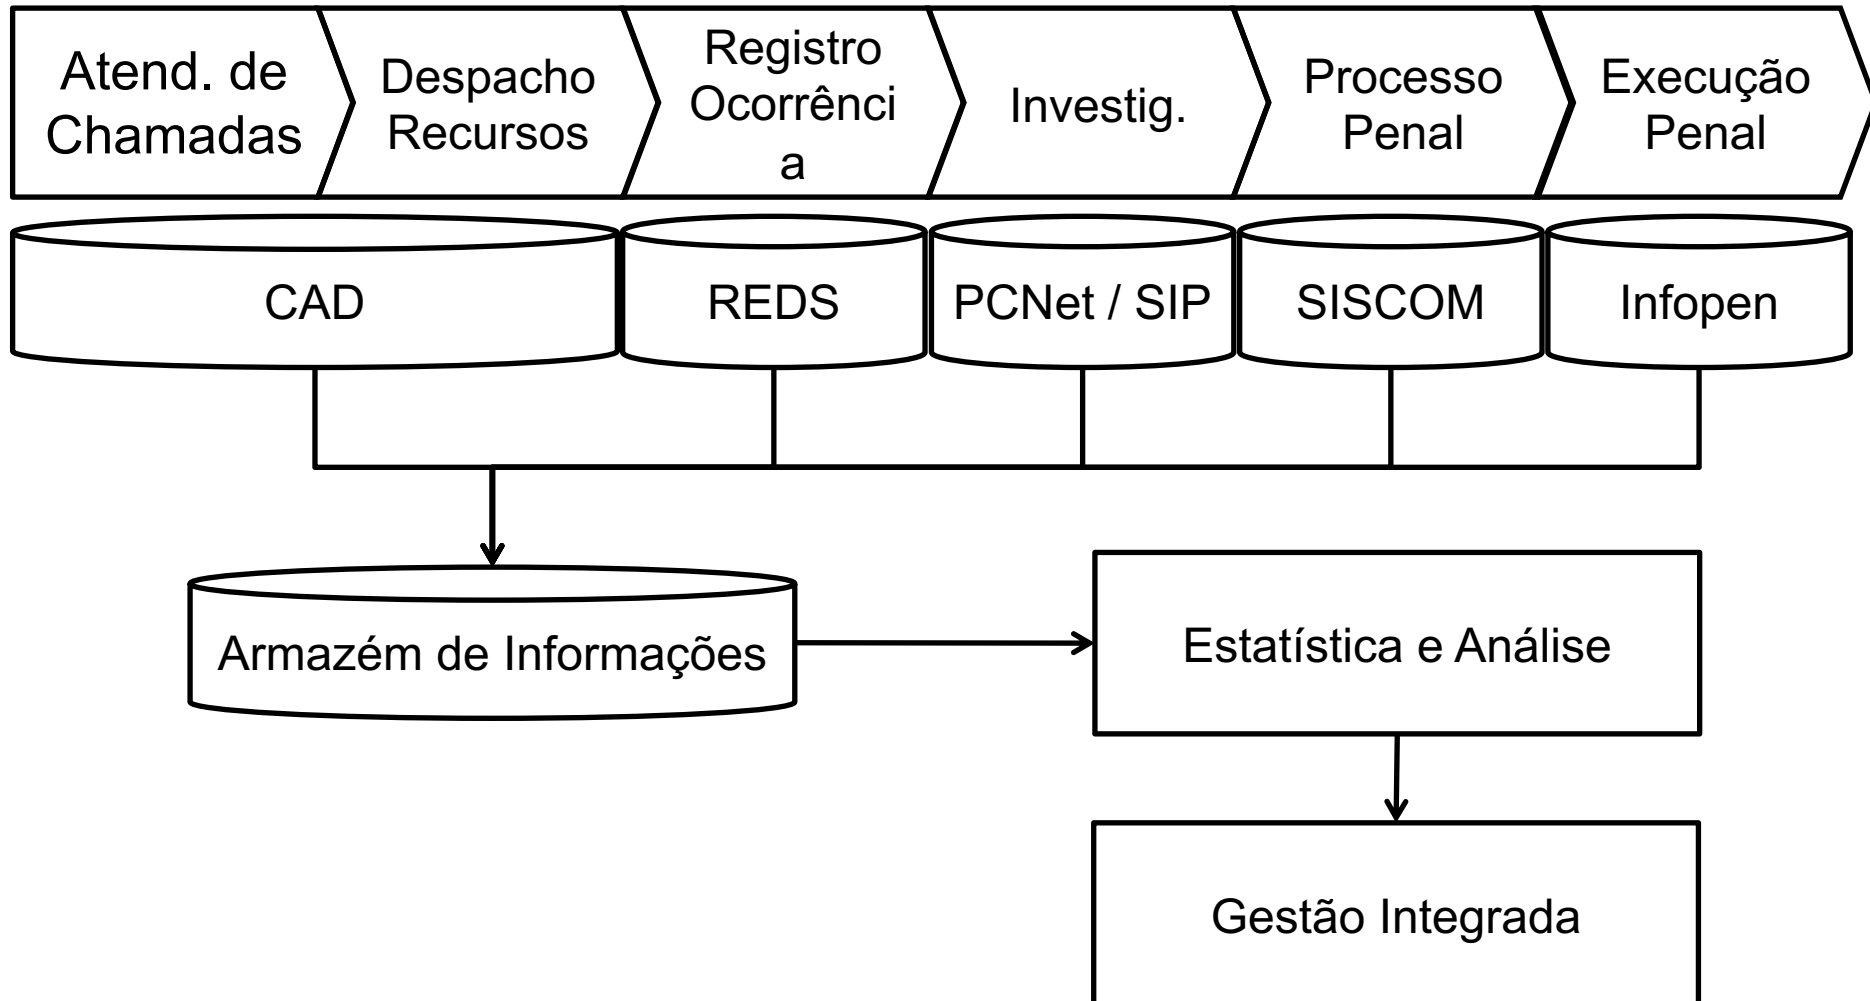 Atend. de
Chamadas
Despacho
Recursos
Registro
Ocorrênci
a
Investig.
Processo
Penal
Execução
Penal
CAD
REDS
PCNet / SIP
SISCOM
Infopen
Armazém de Informações
Estatística e Análise
Gestão Integrada